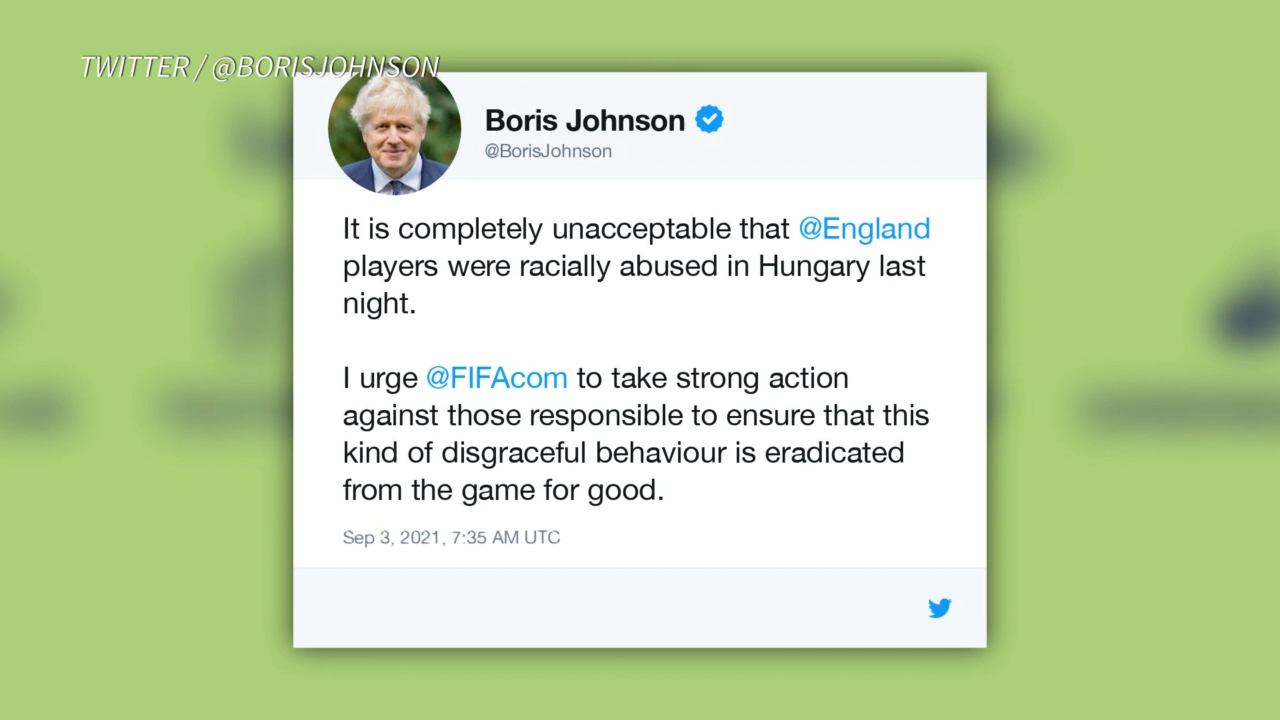 TWITTER / @BORISJOHNSON
Boris Johnson
@BorisJohnson
It is completely unacceptable that @England
players were racially abused in Hungary last
night.
I urge @FIFAcom to take strong action
against those responsible to ensure that this
kind of disgraceful behaviour is eradicated
from the game for good.
Sep 3, 2021, 7:35 AM UTC